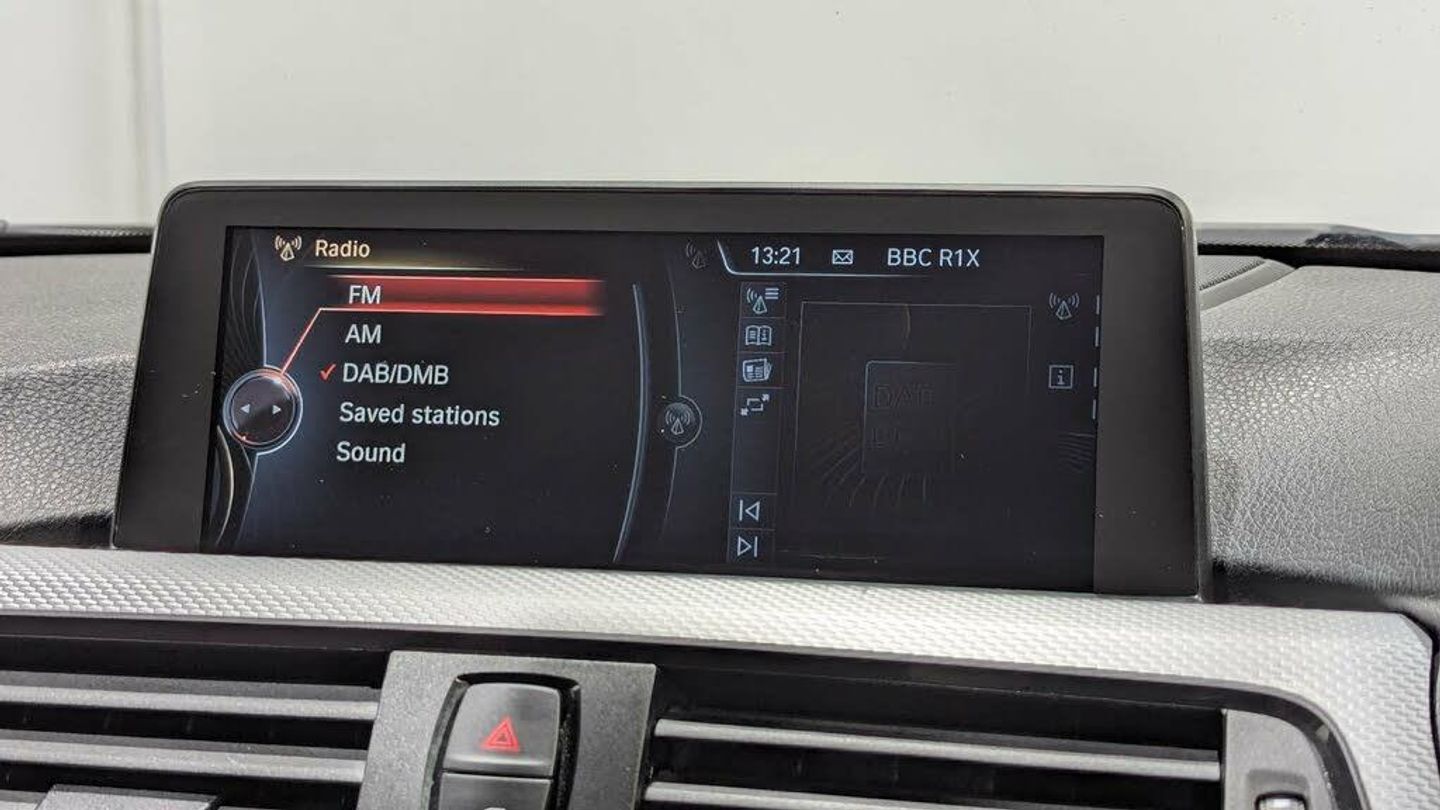 Radio
13:21 BBC R1X
FM
AM
DAB/DMB
Saved stations
Sound